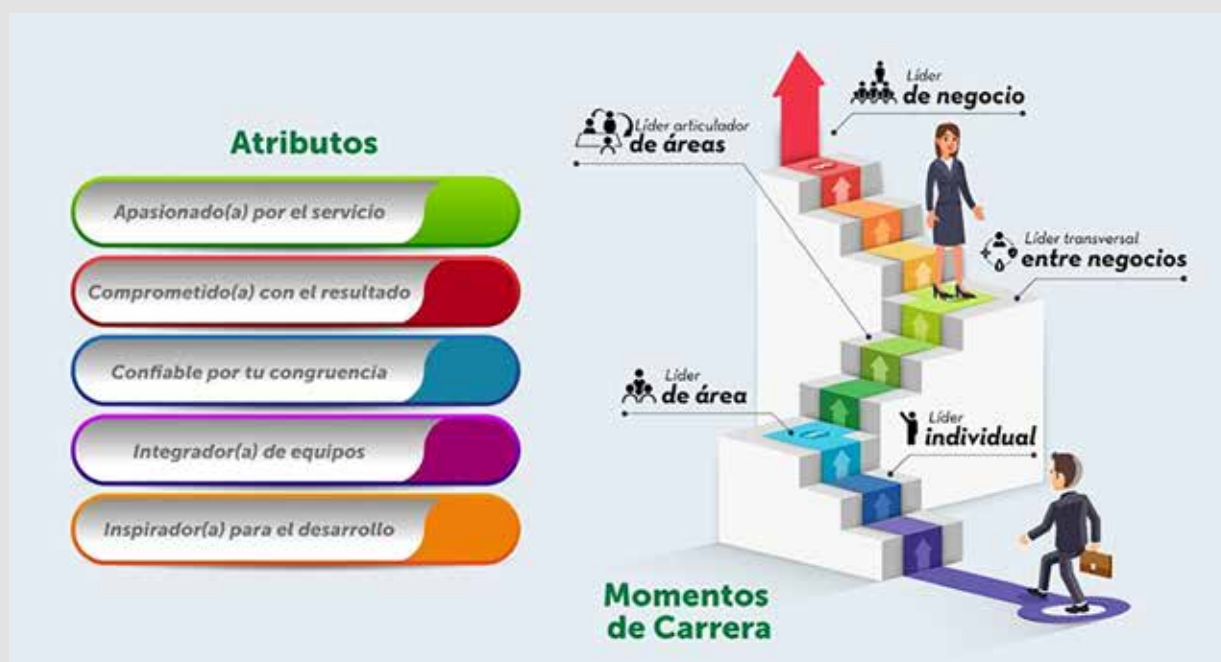 Atributos
Apasionado(a) por el servicio
Comprometido(a) con el resultado
Confiable por tu congruencia
Integrador(a) de equipos
Inspirador(a) para el desarrollo
Líder
de negocio
Líder articulador
de áreas
Líder transversal
entre negocios
Líder
de área
Líder
individual
Momentos
de Carrera